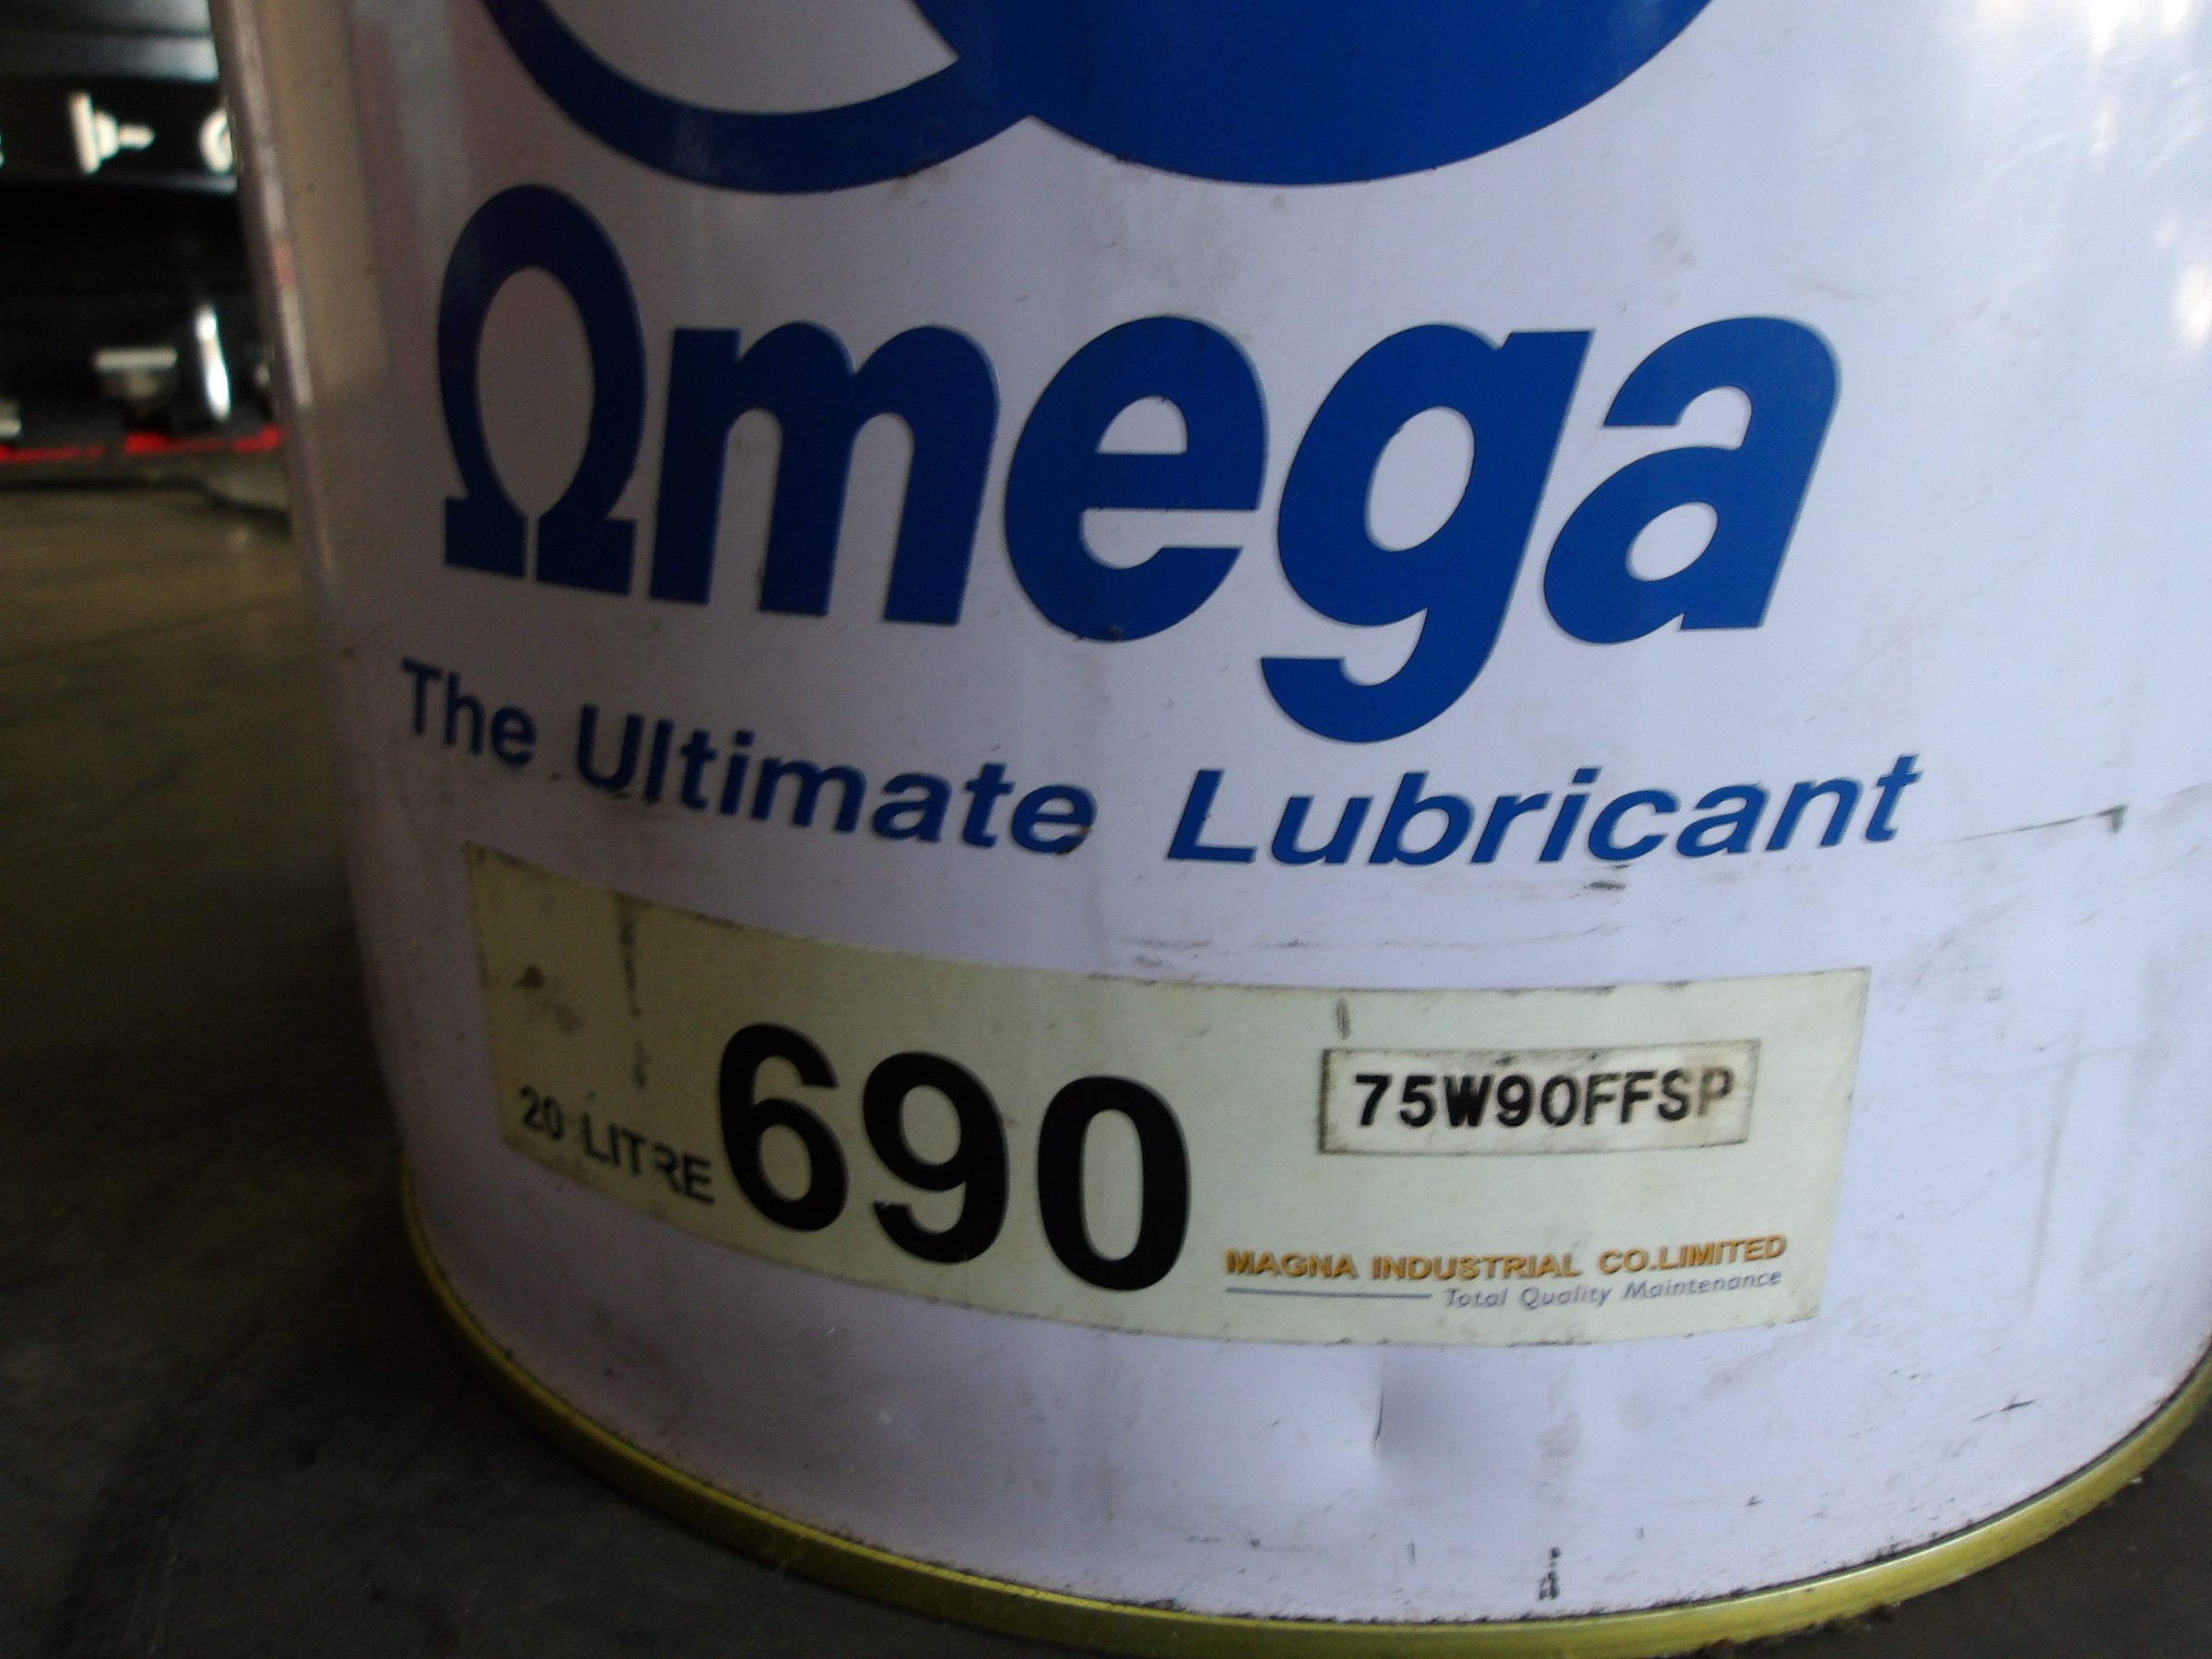 Ωmega
The Ultimate Lubricant
20 LITRE 690 75W90FFSP
MAGNA INDUSTRIAL CO.LIMITED
Total Quality Maintenance